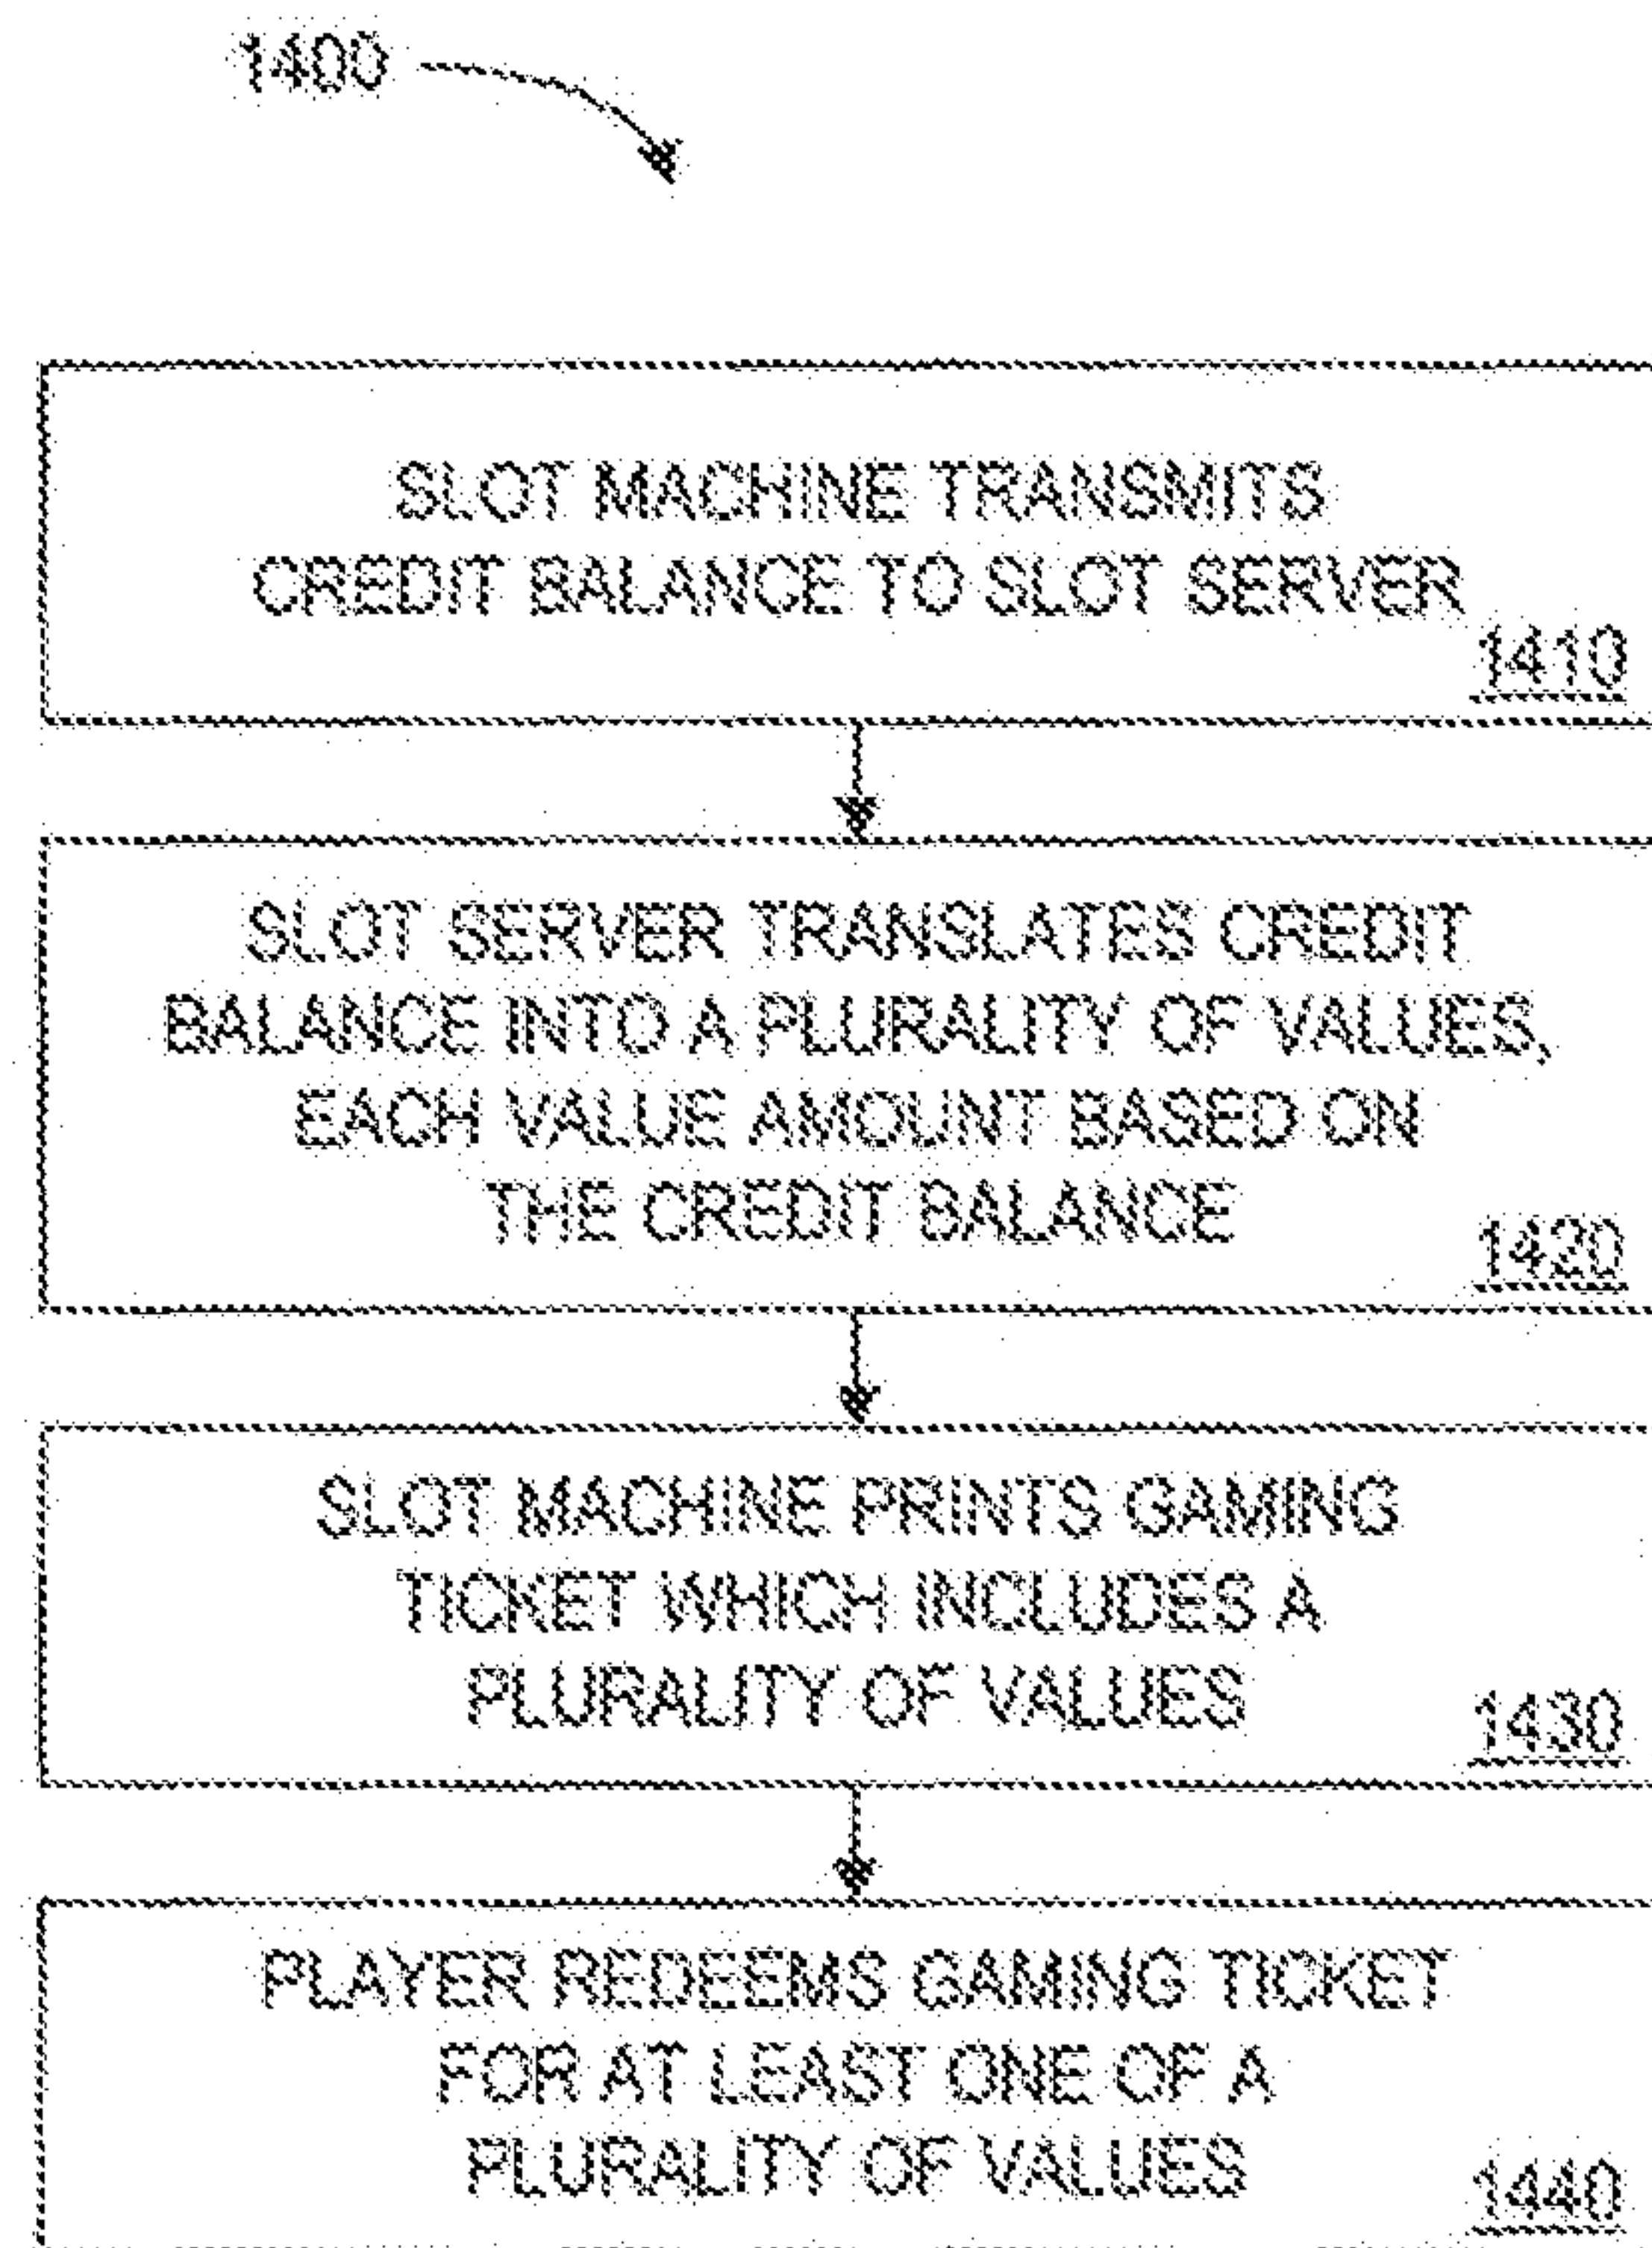 1400
SLOT MACHINE TRANSMITS
CREDIT BALANCE TO SLOT SERVER
1410
SLOT SERVER TRANSLATES CREDIT
BALANCE INTO A PLURALITY OF VALUES,
EACH VALUE AMOUNT BASED ON
THE CREDIT BALANCE
1420
SLOT MACHINE PRINTS GAMING
TICKET WHICH INCLUDES A
PLURALITY OF VALUES
1430
PLAYER REDEEMS GAMING TICKET
FOR AT LEAST ONE OF A
PLURALITY OF VALUES
1440